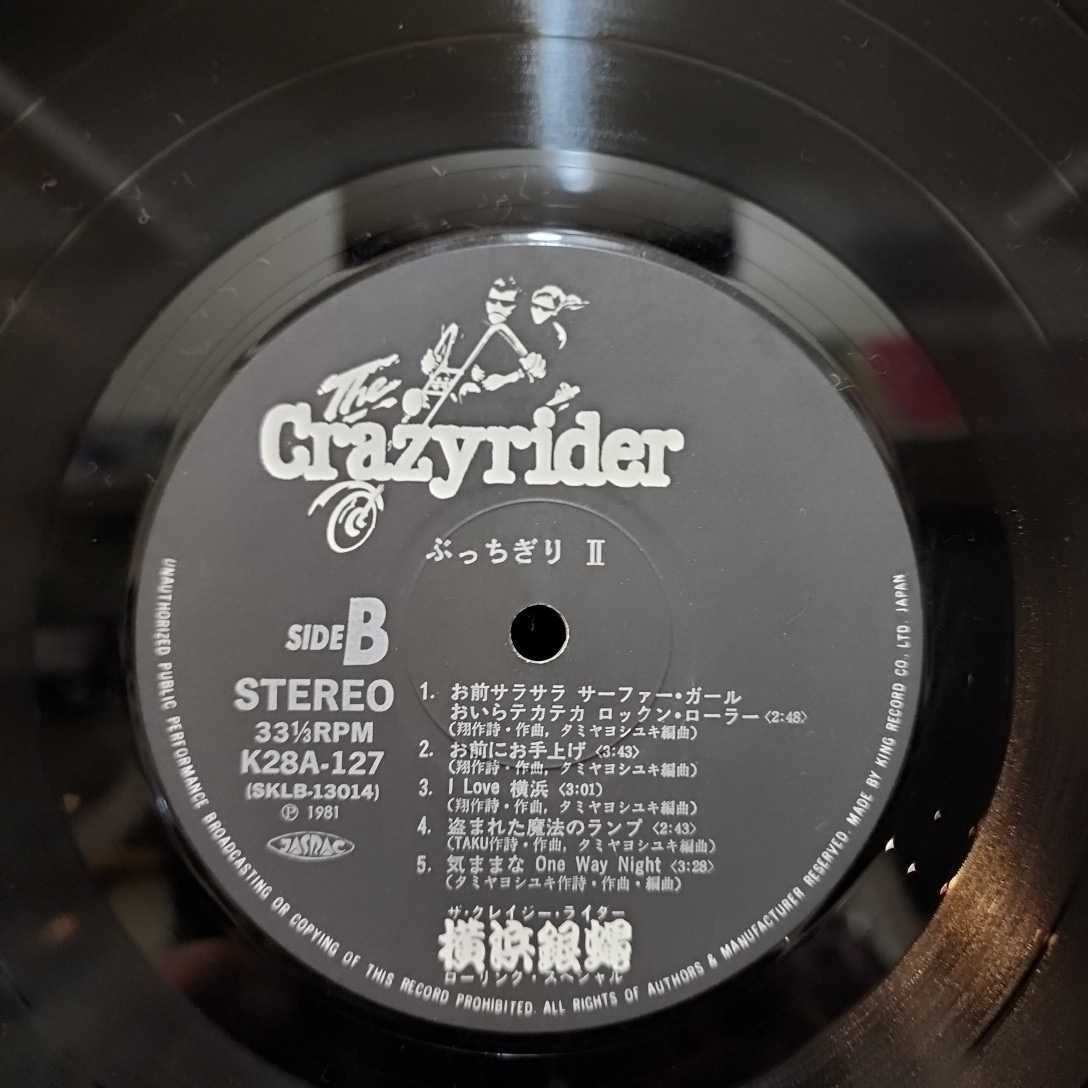 The
Crazyrider
ぶっちぎり Ⅱ
SIDE B
STEREO
33⅓RPM
K28A-127
(SKLB-13014)
Ⓟ 1981
JASRAC
1. お前サラサラ サーファー・ガール
おいらテカテカ ロックン・ローラー〈2:48〉
(翔作詩・作曲, タミヤヨシユキ編曲)
2. お前にお手上げ〈3:43〉
(翔作詩・作曲, タミヤヨシユキ編曲)
3. I Love 横浜〈3:01〉
(翔作詩・作曲, タミヤヨシユキ編曲)
4. 盗まれた魔法のランプ〈2:43〉
(TAKU作詩・作曲, タミヤヨシユキ編曲)
5. 気ままな One Way Night〈3:28〉
(タミヤヨシユキ作詩・作曲・編曲)
ザ・クレイジー・ライダー
横浜銀蝿
ローリング・スペシャル
UNAUTHORIZED PUBLIC PERFORMANCE BROADCASTING OR COPYING OF THIS RECORD PROHIBITED. ALL RIGHTS OF AUTHORS & MANUFACTURER RESERVED. MADE BY KING RECORD CO., LTD. JAPAN